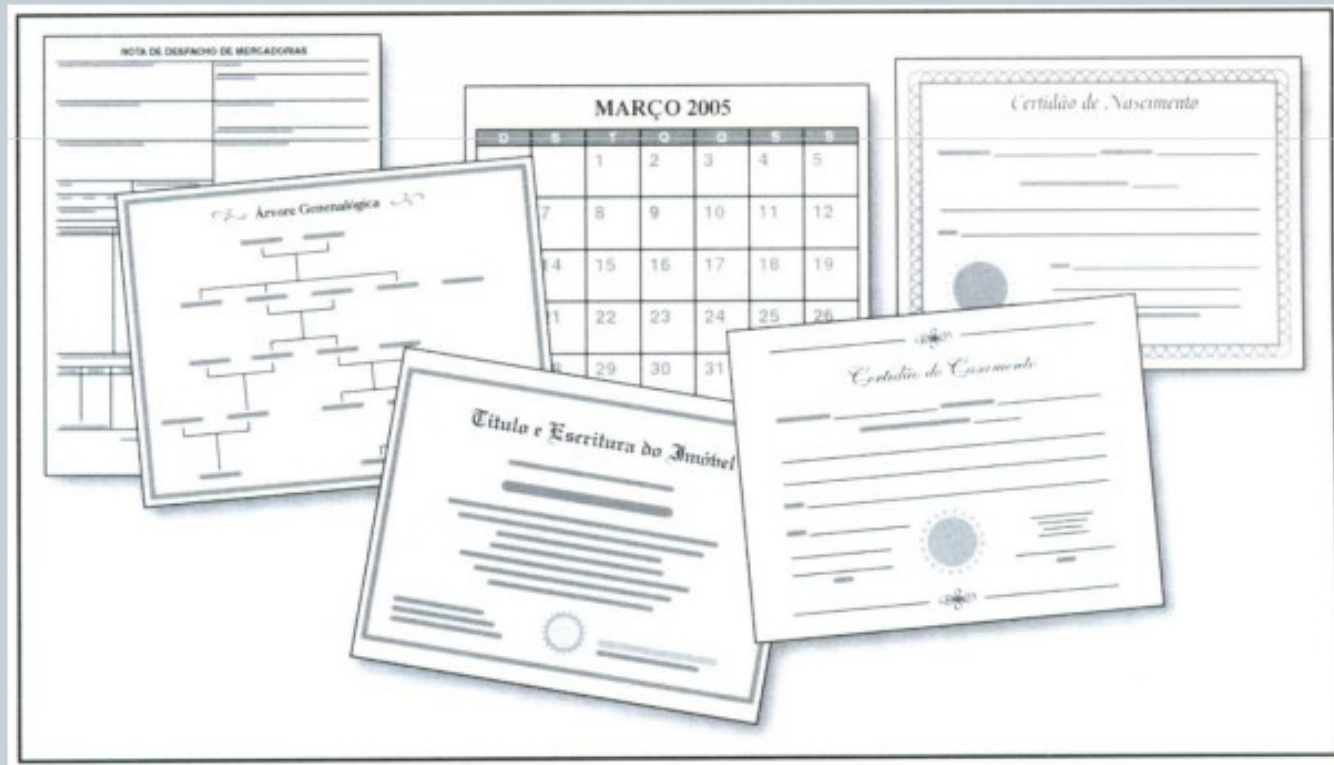 NOTA DE DESPACHO DE MERCADORIAS
Árvore Genenalógica
MARÇO 2005
D S T Q Q S S
1 2 3 4 5
7 8 9 10 11 12
14 15 16 17 18 19
21 22 23 24 25 26
29 30 31
Certidão de Nascimento
Título e Escritura do Imóvel
Certidão de Casamento